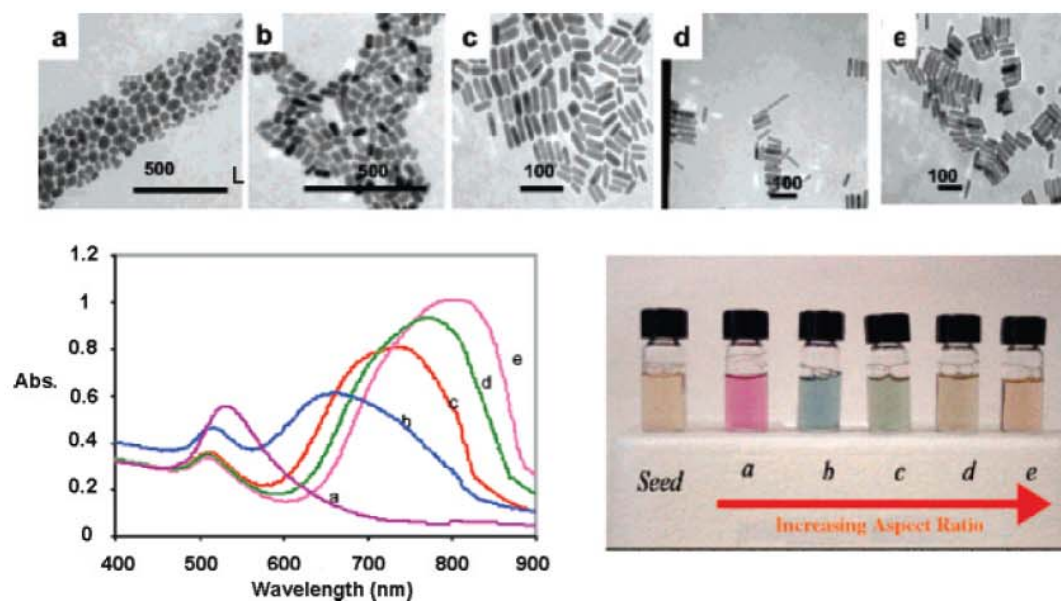 a
b
c
d
e
500
L
500
100
100
100
1.2
1
0.8
Abs.
0.6
0.4
0.2
0
a
b
c
d
e
400 500 600 700 800 900
Wavelength (nm)
Seed a b c d e
Increasing Aspect Ratio